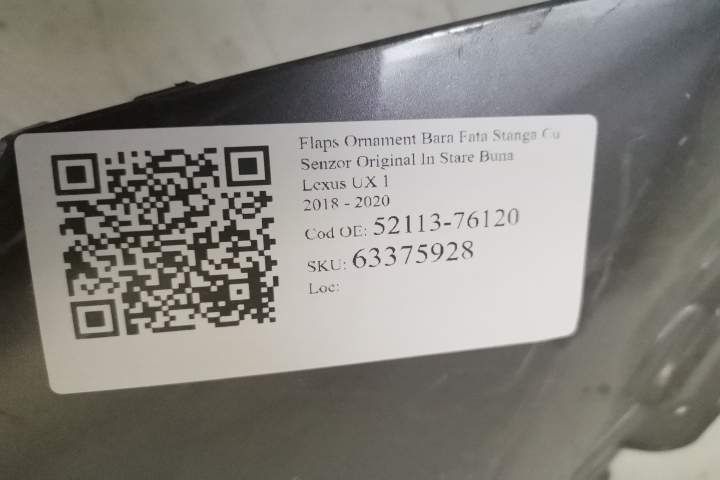 Flaps Ornament Bara Fata Stanga Cu
Senzor Original In Stare Buna
Lexus UX 1
2018 - 2020
Cod OE: 52113-76120
SKU: 63375928
Loc: